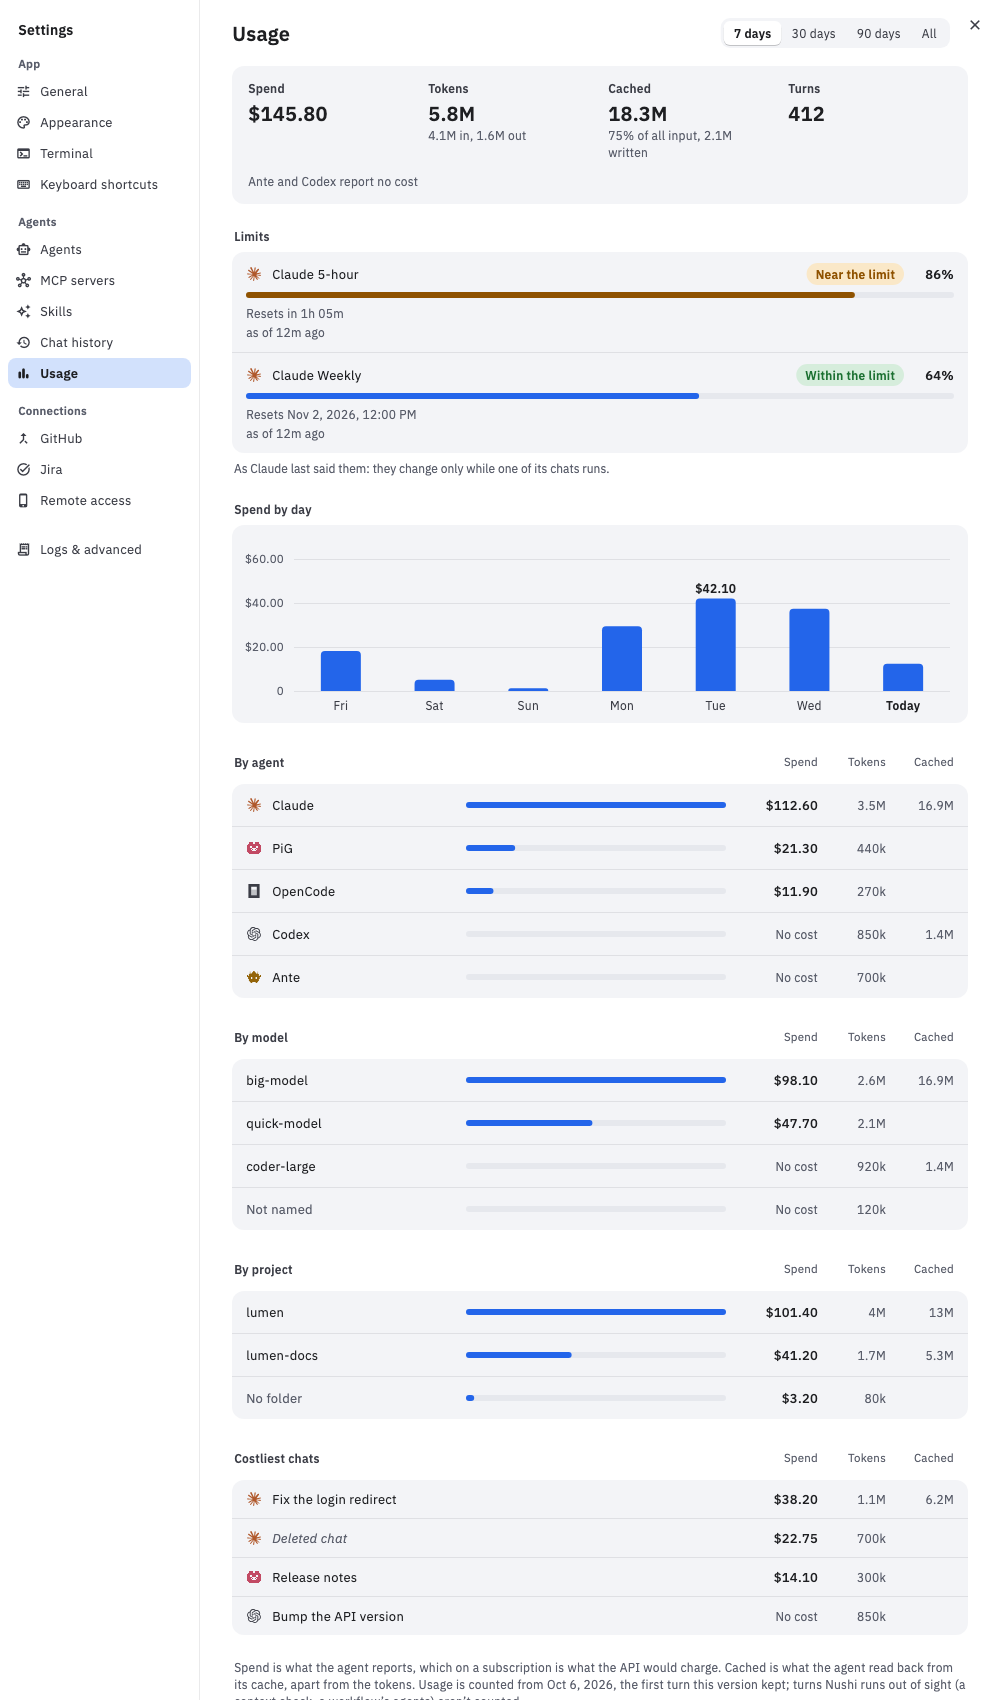 Settings
App
General
Appearance
Terminal
Keyboard shortcuts
Agents
Agents
MCP servers
Skills
Chat history
Usage
Connections
GitHub
Jira
Remote access
Logs & advanced
Usage
7 days 30 days 90 days All
Spend Tokens Cached Turns
$145.80 5.8M 18.3M 412
4.1M in, 1.6M out 75% of all input, 2.1M
written
Ante and Codex report no cost
Limits
Claude 5-hour Near the limit 86%
Resets in 1h 05m
as of 12m ago
Claude Weekly Within the limit 64%
Resets Nov 2, 2026, 12:00 PM
as of 12m ago
As Claude last said them: they change only while one of its chats runs.
Spend by day
$60.00
$42.10
$40.00
$20.00
0
Fri Sat Sun Mon Tue Wed Today
By agent Spend Tokens Cached
Claude $112.60 3.5M 16.9M
PiG $21.30 440k
OpenCode $11.90 270k
Codex No cost 850k 1.4M
Ante No cost 700k
By model Spend Tokens Cached
big-model $98.10 2.6M 16.9M
quick-model $47.70 2.1M
coder-large No cost 920k 1.4M
Not named No cost 120k
By project Spend Tokens Cached
lumen $101.40 4M 13M
lumen-docs $41.20 1.7M 5.3M
No folder $3.20 80k
Costliest chats Spend Tokens Cached
Fix the login redirect $38.20 1.1M 6.2M
Deleted chat $22.75 700k
Release notes $14.10 300k
Bump the API version No cost 850k
Spend is what the agent reports, which on a subscription is what the API would charge. Cached is what the agent read back from
its cache, apart from the tokens. Usage is counted from Oct 6, 2026, the first turn this version kept; turns Nushi runs out of sight (a